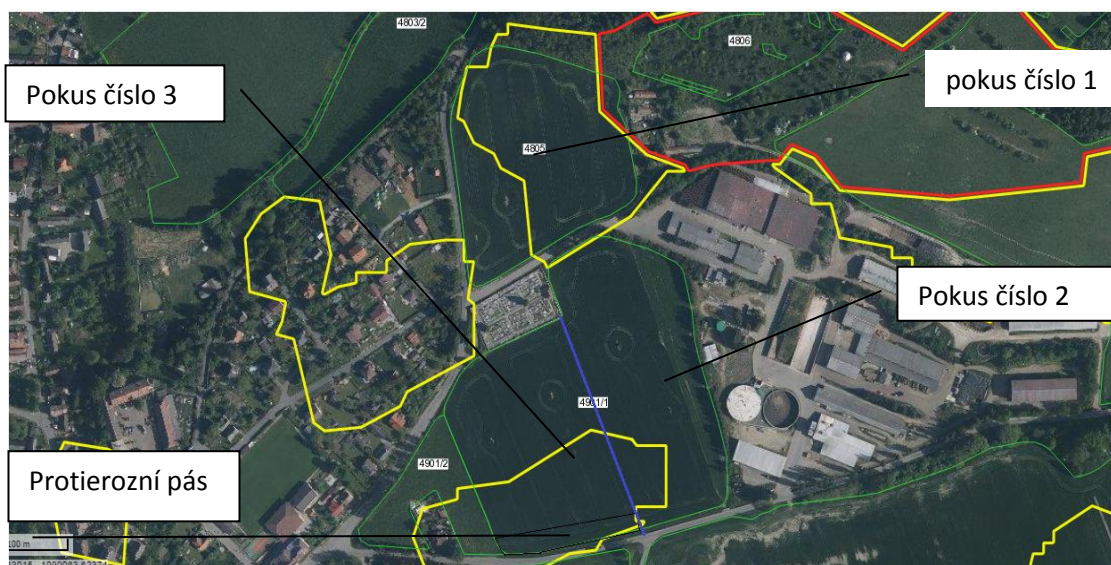 4803/2
4806
Pokus číslo 3
pokus číslo 1
4805
Pokus číslo 2
4901/1
4901/2
Protierozní pás
100 m